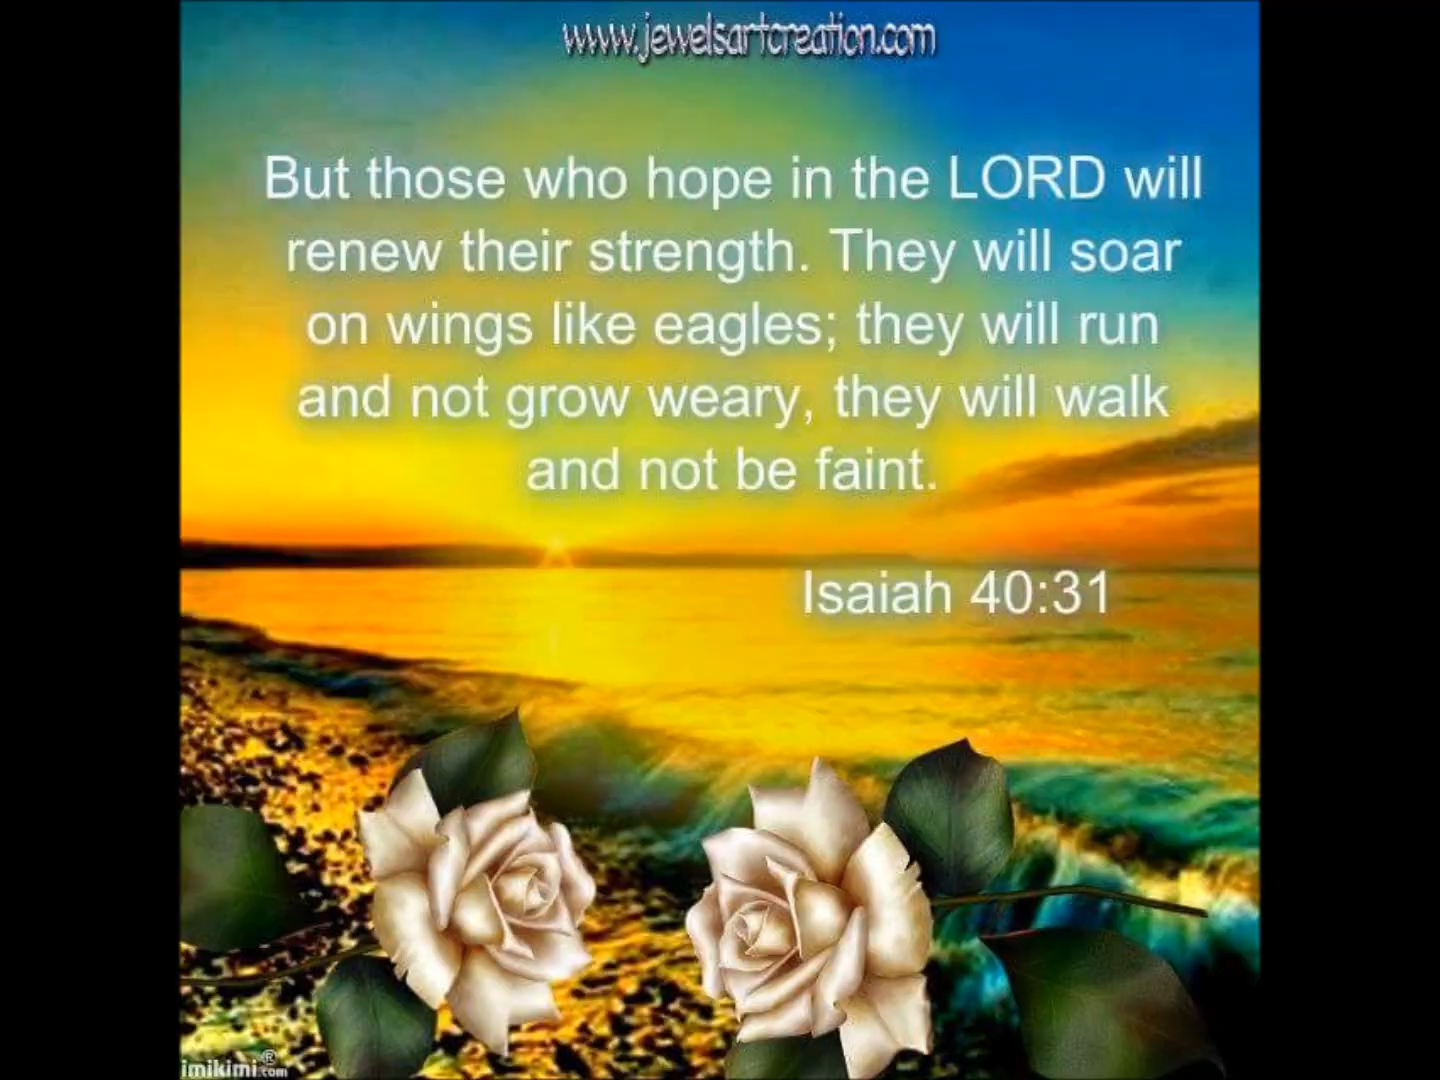 www.jewelsartcreation.com
But those who hope in the LORD will
renew their strength. They will soar
on wings like eagles; they will run
and not grow weary, they will walk
and not be faint.
Isaiah 40:31
imikimi®.com